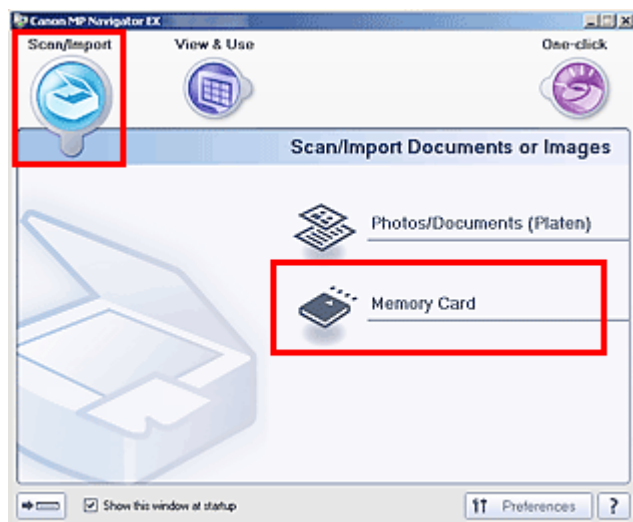 Canon MP Navigator EX
Scan/Import
View & Use
One-click
Scan/Import Documents or Images
Photos/Documents (Platen)
Memory Card
Show this window at startup
Preferences
?